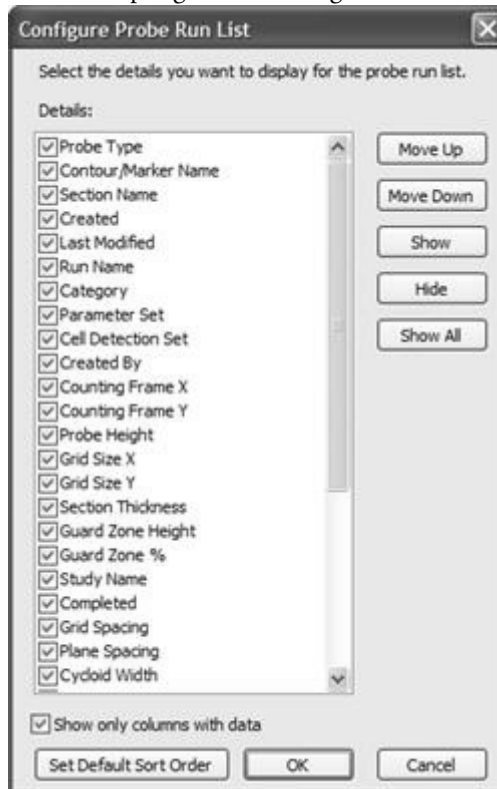 Configure Probe Run List
Select the details you want to display for the probe run list.
Details:
Probe Type
Contour/Marker Name
Section Name
Created
Last Modified
Run Name
Category
Parameter Set
Cell Detection Set
Created By
Counting Frame X
Counting Frame Y
Probe Height
Grid Size X
Grid Size Y
Section Thickness
Guard Zone Height
Guard Zone %
Study Name
Completed
Grid Spacing
Plane Spacing
Cycloid Width
Move Up
Move Down
Show
Hide
Show All
Show only columns with data
Set Default Sort Order
OK
Cancel